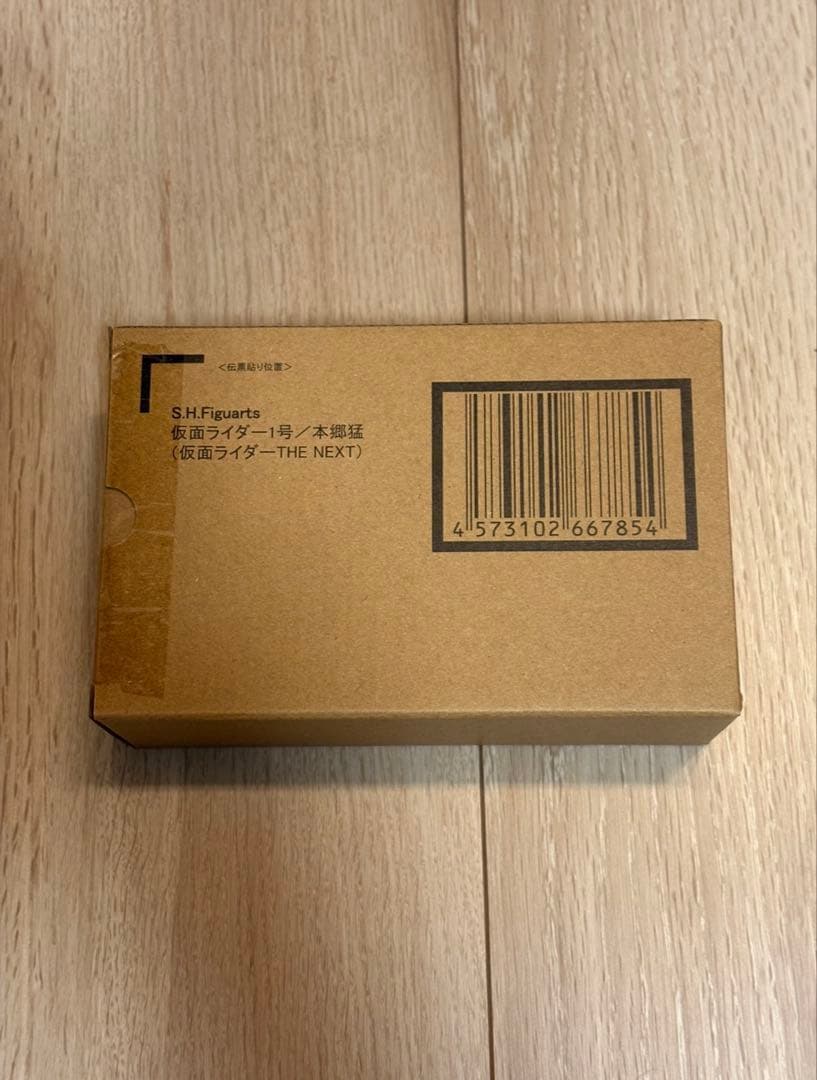 <伝票貼り位置>
S.H.Figuarts
仮面ライダー1号／本郷猛
（仮面ライダーTHE NEXT）
4 573102 667854